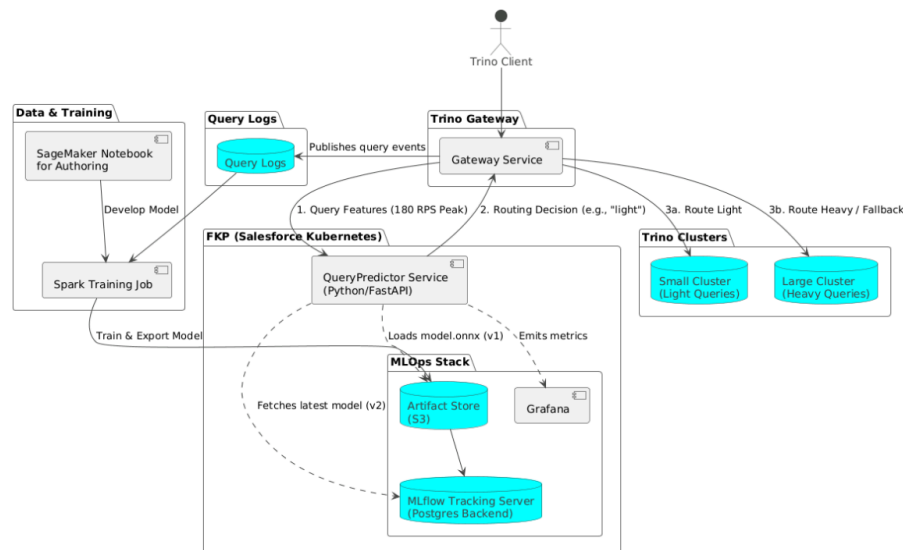 Trino Client
Data & Training
SageMaker Notebook
for Authoring
Develop Model
Spark Training Job
Train & Export Model
Query Logs
Query Logs
Publishes query events
Trino Gateway
Gateway Service
1. Query Features (180 RPS Peak)
2. Routing Decision (e.g., "light")
3a. Route Light
3b. Route Heavy / Fallback
Trino Clusters
Small Cluster
(Light Queries)
Large Cluster
(Heavy Queries)
FKP (Salesforce Kubernetes)
QueryPredictor Service
(Python/FastAPI)
Loads model.onnx (v1)
Emits metrics
Fetches latest model (v2)
MLOps Stack
Artifact Store
(S3)
Grafana
MLflow Tracking Server
(Postgres Backend)